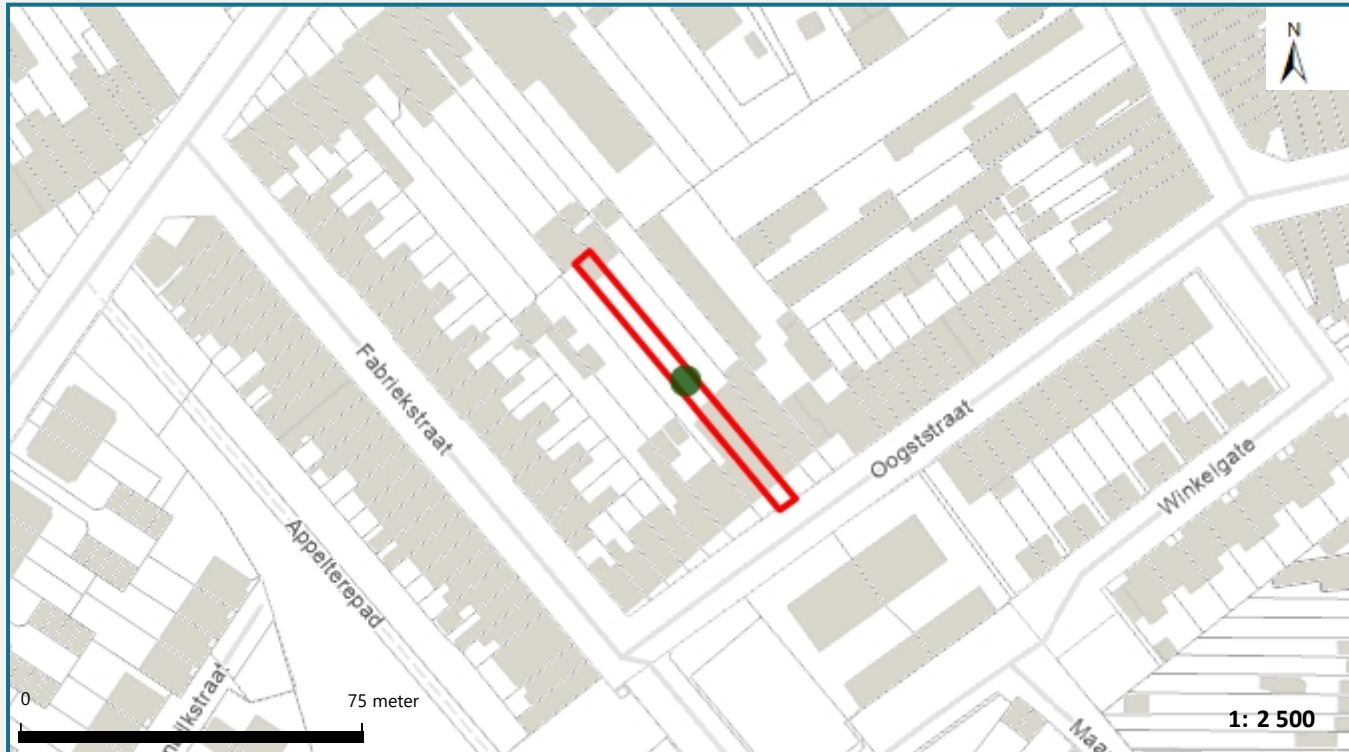 N
Fabriekstraat
Oogststraat
Winkelgate
Appelterepad
0
75 meter
1: 2 500